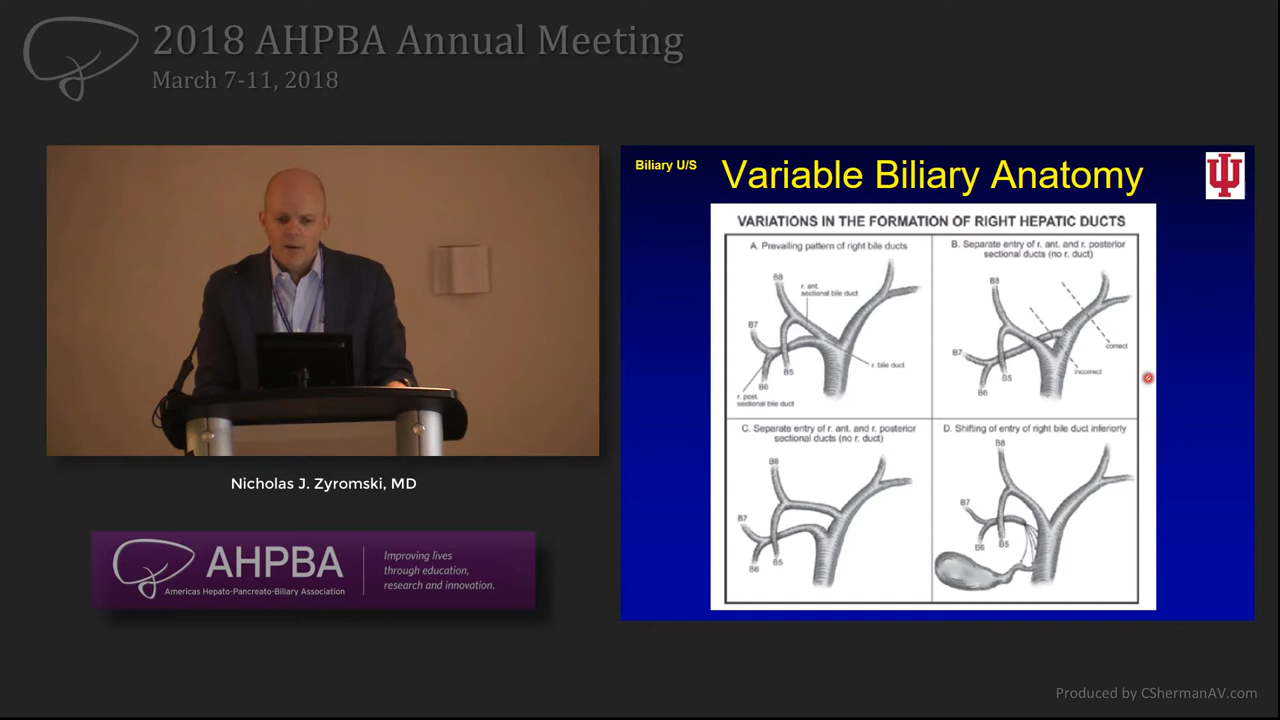 2018 AHPBA Annual Meeting
March 7-11, 2018
Nicholas J. Zyromski, MD
AHPBA
Americas Hepato-Pancreato-Biliary Association
Improving lives
through education,
research and innovation.
Biliary U/S
Variable Biliary Anatomy
VARIATIONS IN THE FORMATION OF RIGHT HEPATIC DUCTS
A. Prevailing pattern of right bile ducts
B8
r. ant.
sectional bile duct
B7
B5
B6
r. bile duct
r. post.
sectional bile duct
B. Separate entry of r. ant. and r. posterior
sectional ducts (no r. duct)
B8
B7
B5
B6
correct
incorrect
C. Separate entry of r. ant. and r. posterior
sectional ducts (no r. duct)
B8
B7
B5
B6
D. Shifting of entry of right bile duct inferiorly
B8
B7
B5
B6
Produced by CShermanAV.com